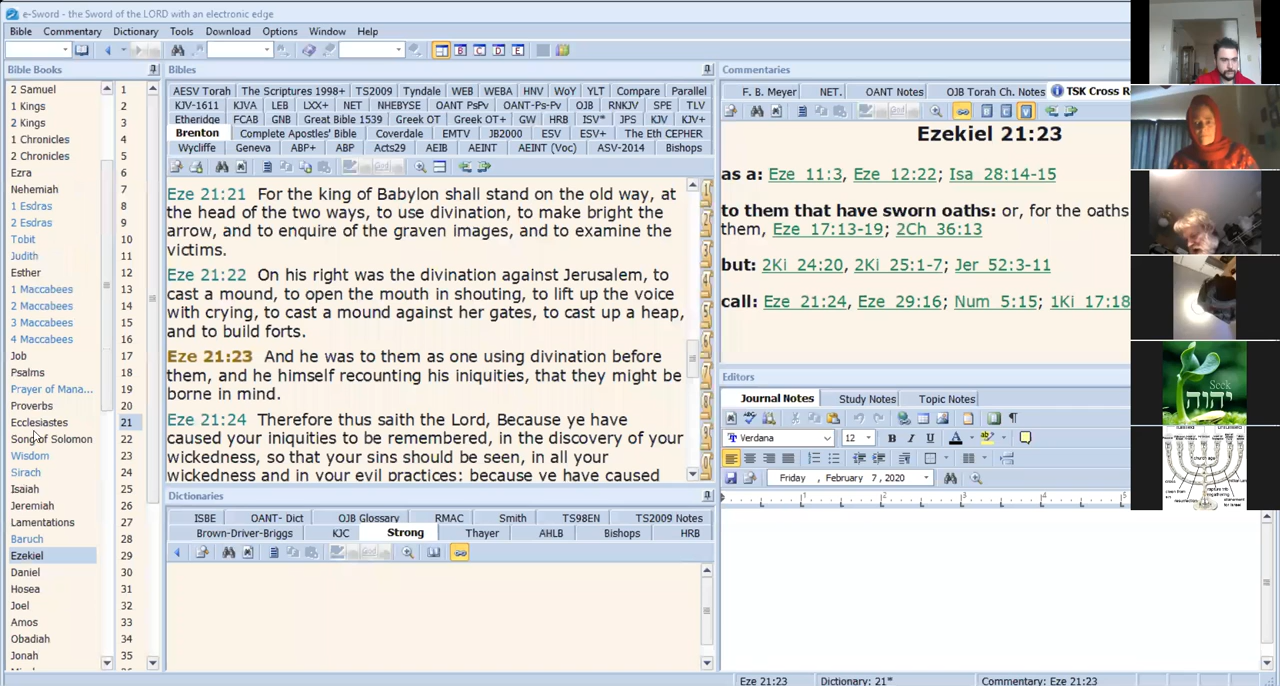 e-Sword - the Sword of the LORD with an electronic edge
Bible Commentary Dictionary Tools Download Options Window Help
B C D E
Bible Books
2 Samuel
1 Kings
2 Kings
1 Chronicles
2 Chronicles
Ezra
Nehemiah
1 Esdras
2 Esdras
Tobit
Judith
Esther
1 Maccabees
2 Maccabees
3 Maccabees
4 Maccabees
Job
Psalms
Prayer of Mana...
Proverbs
Ecclesiastes
Song of Solomon
Wisdom
Sirach
Isaiah
Jeremiah
Lamentations
Baruch
Ezekiel
Daniel
Hosea
Joel
Amos
Obadiah
Jonah
1
2
3
4
5
6
7
8
9
10
11
12
13
14
15
16
17
18
19
20
21
22
23
24
25
26
27
28
29
30
31
32
33
34
35
Bibles
AESV Torah The Scriptures 1998+ TS2009 Tyndale WEB WEBA HNV WoY YLT Compare Parallel
KJV-1611 KJVA LEB LXX+ NET NHEBYSE OANT PsPv OANT-Ps-Pv OJB RNKJV SPE TLV
Etheridge FCAB GNB Great Bible 1539 Greek OT Greek OT+ GW HRB ISV* JPS KJV KJV+
Brenton Complete Apostles' Bible Coverdale EMTV JB2000 ESV ESV+ The Eth CEPHER
Wycliffe Geneva ABP+ ABP Acts29 AEIB AEINT AEINT (Voc) ASV-2014 Bishops
Eze 21:21 For the king of Babylon shall stand on the old way, at
the head of the two ways, to use divination, to make bright the
arrow, and to enquire of the graven images, and to examine the
victims.
Eze 21:22 On his right was the divination against Jerusalem, to
cast a mound, to open the mouth in shouting, to lift up the voice
with crying, to cast a mound against her gates, to cast up a heap,
and to build forts.
Eze 21:23 And he was to them as one using divination before
them, and he himself recounting his iniquities, that they might be
borne in mind.
Eze 21:24 Therefore thus saith the Lord, Because ye have
caused your iniquities to be remembered, in the discovery of your
wickedness, so that your sins should be seen, in all your
wickedness and in your evil practices: because ye have caused
Dictionaries
ISBE OANT- Dict OJB Glossary RMAC Smith TS98EN TS2009 Notes
Brown-Driver-Briggs KJC Strong Thayer AHLB Bishops HRB
Commentaries
F. B. Meyer NET. OANT Notes OJB Torah Ch. Notes TSK Cross R
Ezekiel 21:23
as a: Eze 11:3, Eze 12:22; Isa 28:14-15
to them that have sworn oaths: or, for the oaths
them, Eze 17:13-19; 2Ch 36:13
but: 2Ki 24:20, 2Ki 25:1-7; Jer 52:3-11
call: Eze 21:24, Eze 29:16; Num 5:15; 1Ki 17:18
Editors
Journal Notes Study Notes Topic Notes
Verdana 12 B I U A ab
Friday , February 7, 2020
1 2 3 4 5
Eze 21:23 Dictionary: 21* Commentary: Eze 21:23
Seek
יהוה